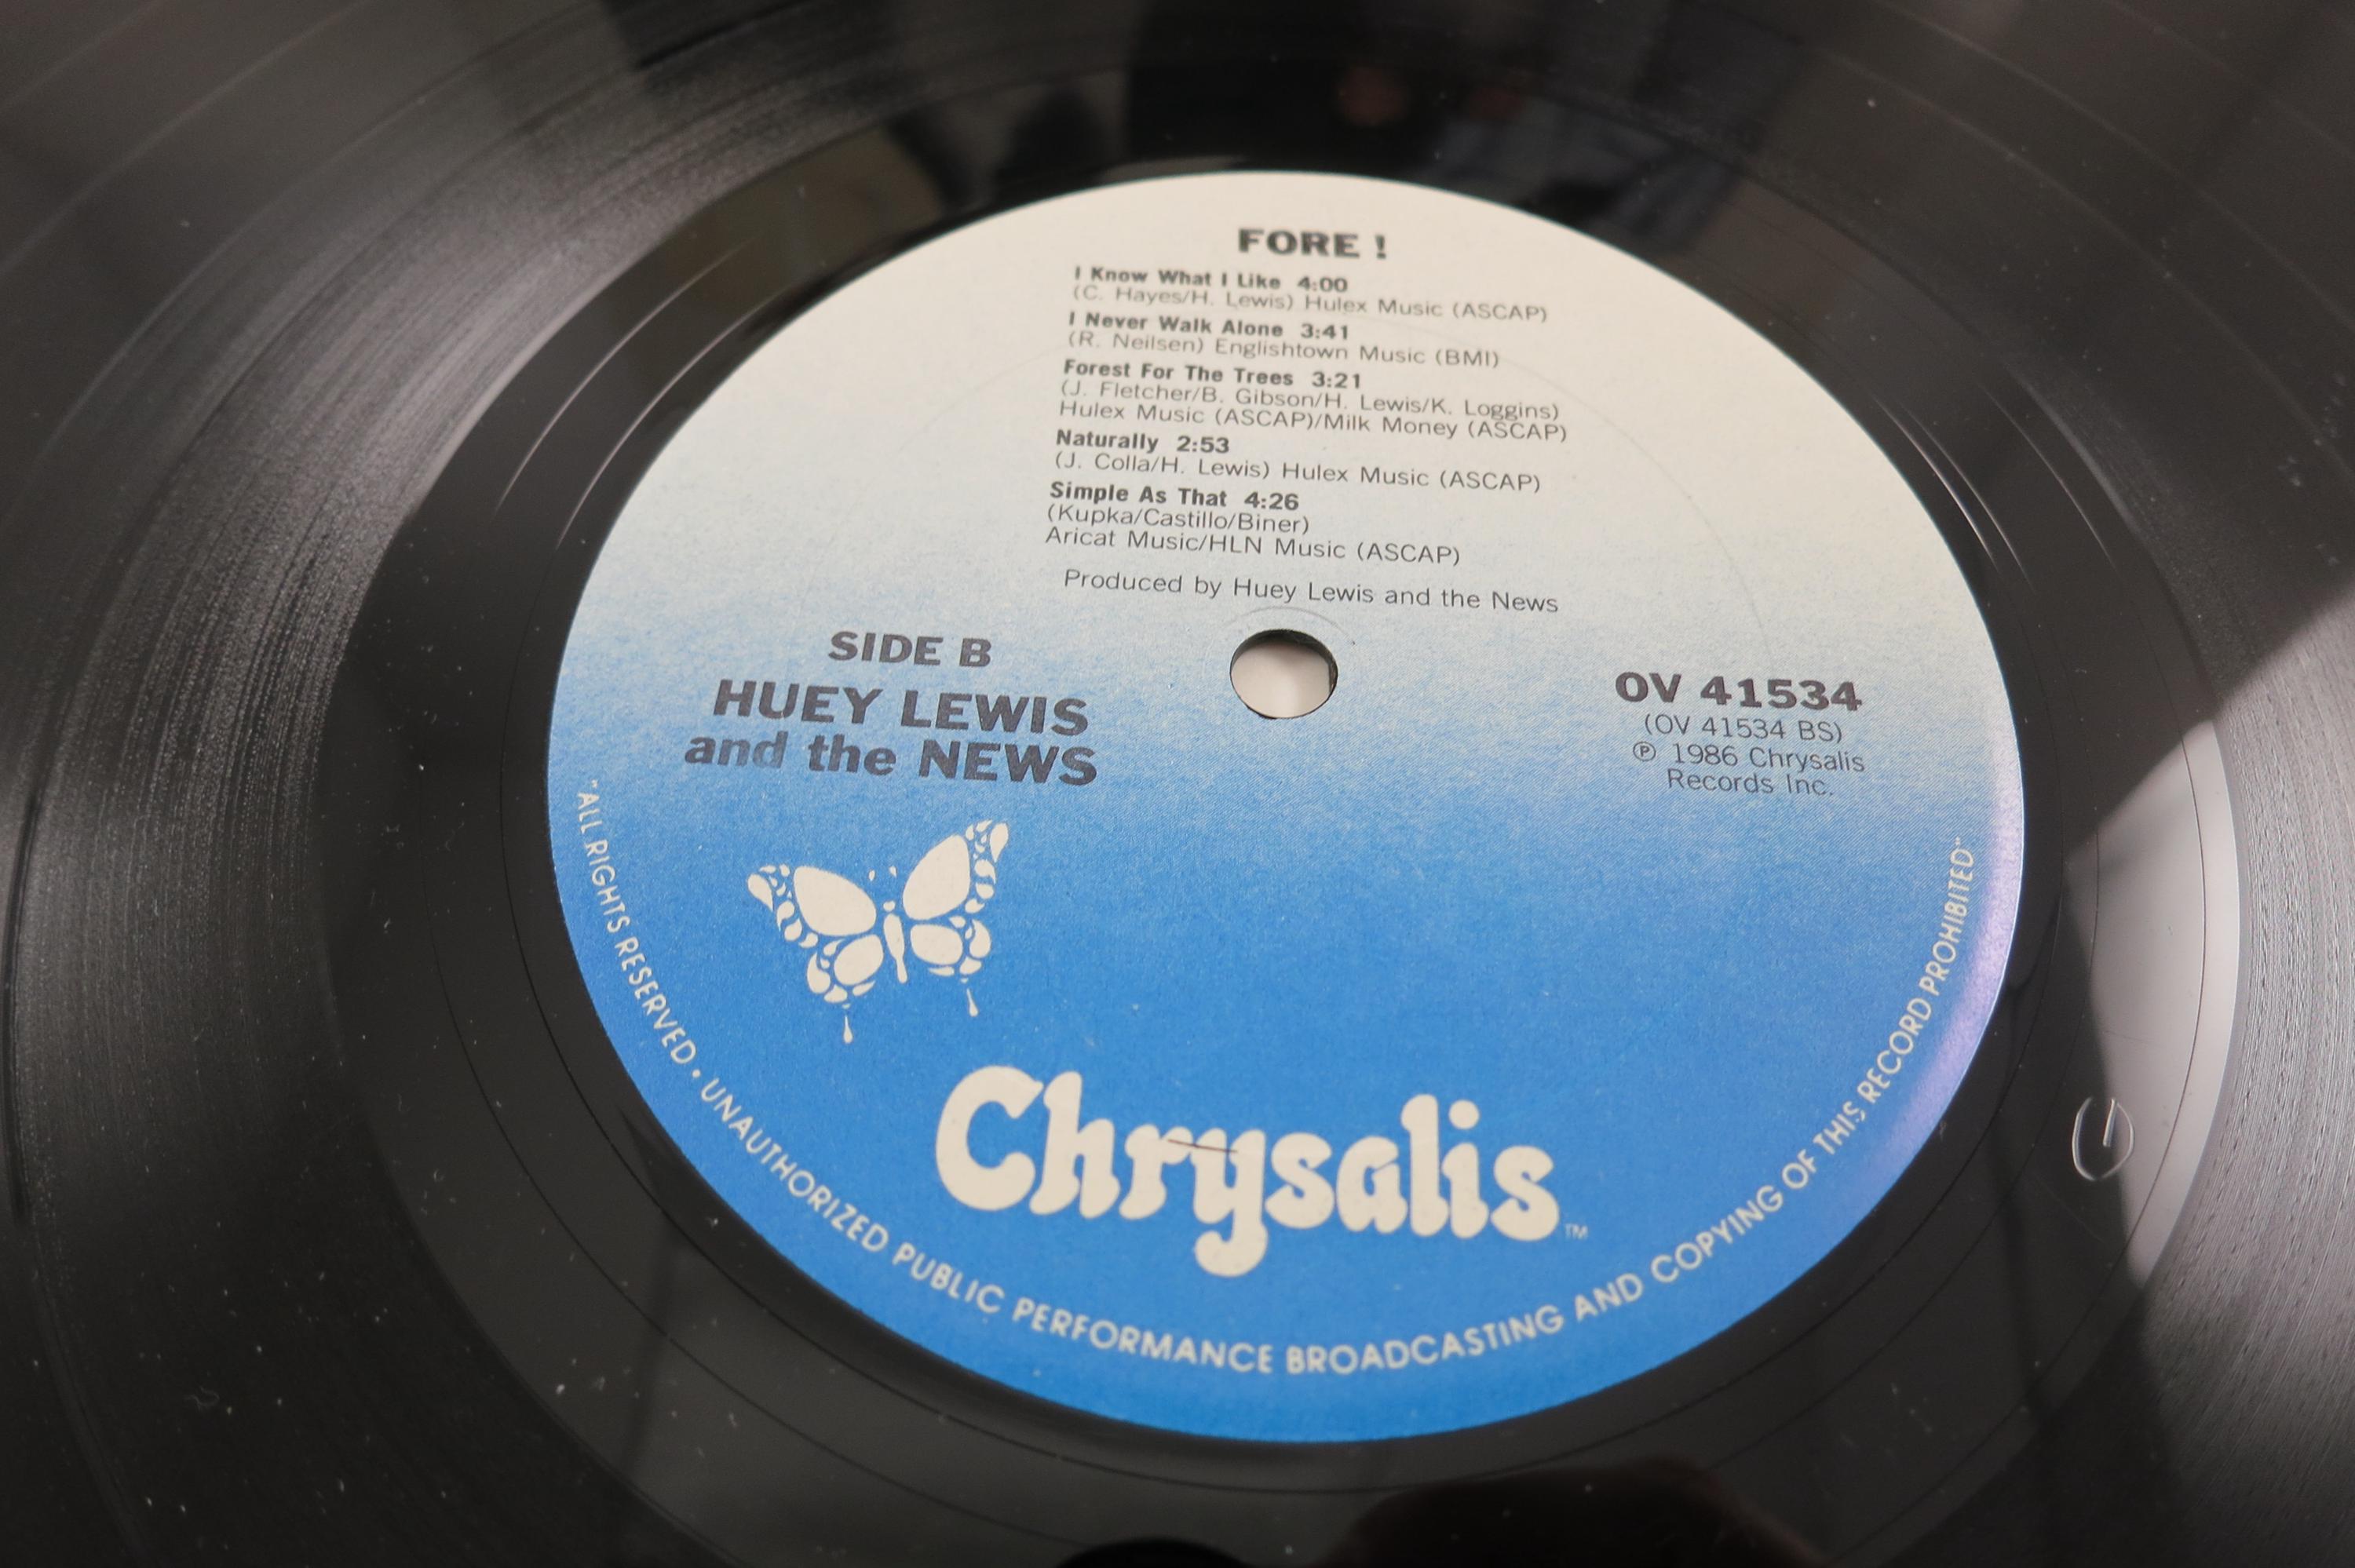 FORE !
I Know What I Like 4:00
(C. Hayes/H. Lewis) Hulex Music (ASCAP)
I Never Walk Alone 3:41
(R. Neilsen) Englishtown Music (BMI)
Forest For The Trees 3:21
(J. Fletcher/B. Gibson/H. Lewis/K. Loggins)
Hulex Music (ASCAP)/Milk Money (ASCAP)
Naturally 2:53
(J. Colla/H. Lewis) Hulex Music (ASCAP)
Simple As That 4:26
(Kupka/Castillo/Biner)
Aricat Music/HLN Music (ASCAP)
Produced by Huey Lewis and the News
SIDE B
HUEY LEWIS
and the NEWS
OV 41534
(OV 41534 BS)
℗ 1986 Chrysalis
Records Inc.
Chrysalis™
"ALL RIGHTS RESERVED • UNAUTHORIZED PUBLIC PERFORMANCE BROADCASTING AND COPYING OF THIS RECORD PROHIBITED"
G